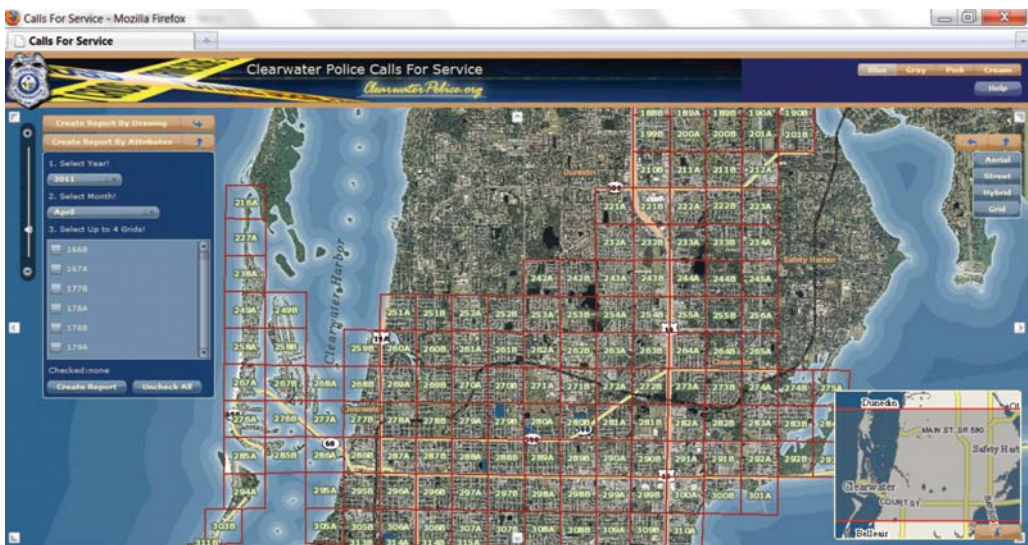 Calls For Service - Mozilla Firefox
Calls For Service
Clearwater Police Calls For Service
ClearwaterPolice.org
Blue Gray Pink Cream
Help
Create Report By Drawing
Create Report By Attributes
1. Select Year!
2011
2. Select Month!
April
3. Select Up to 4 Grids!
166B
167A
177B
178A
178B
179A
Checked:none
Create Report Uncheck All
Aerial
Street
Hybrid
Grid
188B 189A 189B 190A 190B
199B 200A 200B 201A 201B
Dunedin
210B 211A 211B 212A
216A 221A 221B 222A 222B 223A
227A 232A 232B 233A 233B 234A
Safety Harbor
Clearwater Harbor
238A 242A 242B 243A 243B 244A 244B 245A
249A 249B 251A 251B 252A 252B 253A 253B 254A 254B 255A 255B 256A
258A 258B 259B 260A 260B 261A 261B 262A 262B 263A 263B 264A 264B 265A
267A 267B 268A 268B 269A 269B 270A 270B 271A 271B 272A 272B 273A 273B 274A 274B 275A
276A 276B 277A 277B 278A 278B 279A 279B 280A 280B 281A 281B 282A 282B 283A 283B
60
285A 285B 286A 286B 287A 287B 288A 288B 289A 289B 290A 290B 291A 291B 292A 292B
294A 295A 295B 296A 296B 297A 297B 298A 298B 299A 299B 300A 300B 301A
303B 305A 305B 306A 306B 307A 307B 308A 308B 309A 309B 310A
311B 313B 314A 314B 315A
Dunedin
MAIN ST SR 580
Safety Harb
Clearwater
COURT ST
Belleair